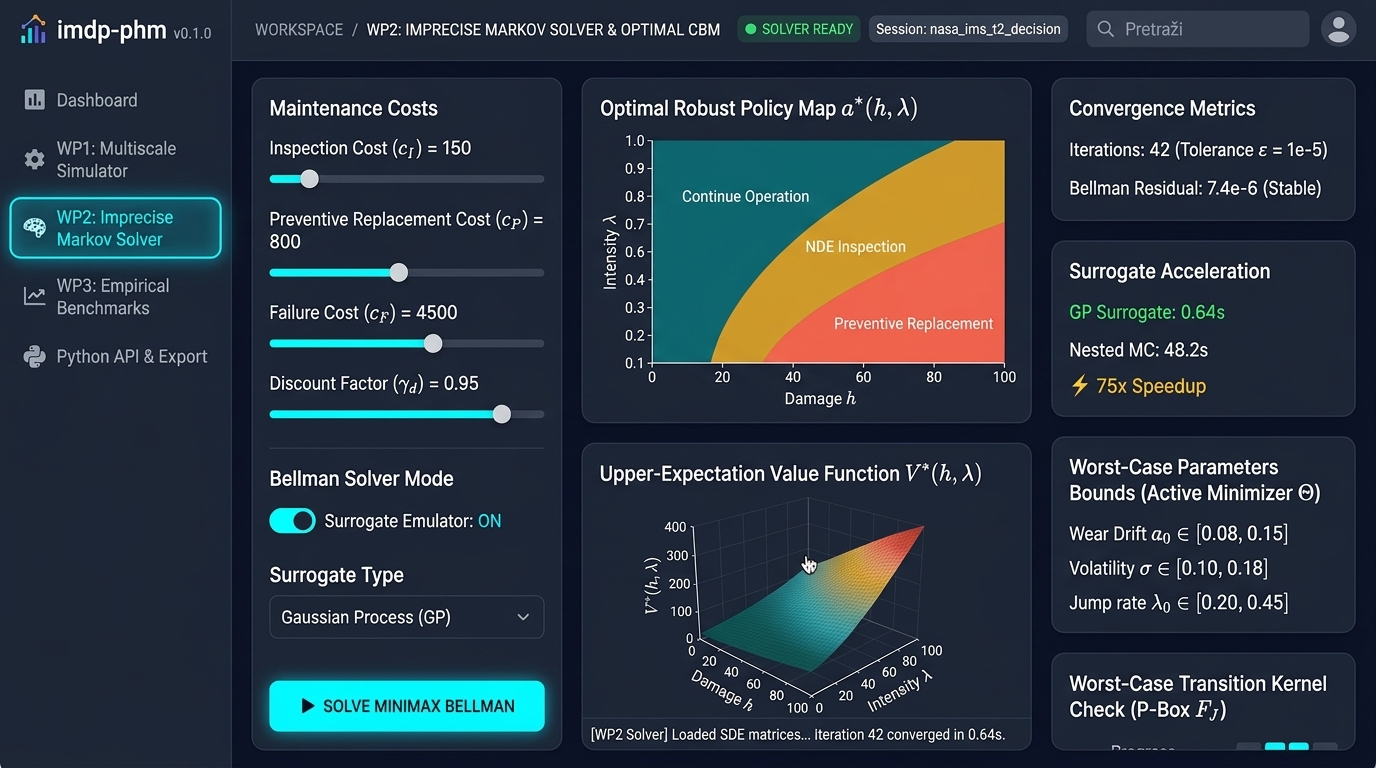 imdp-phm v0.1.0
WORKSPACE / WP2: IMPRECISE MARKOV SOLVER & OPTIMAL CBM
SOLVER READY
Session: nasa_ims_t2_decision
Pretraži
Dashboard
WP1: Multiscale
Simulator
WP2: Imprecise
Markov Solver
WP3: Empirical
Benchmarks
Python API & Export
Maintenance Costs
Inspection Cost (c_I) = 150
Preventive Replacement Cost (c_P) =
800
Failure Cost (c_F) = 4500
Discount Factor (γ_d) = 0.95
Bellman Solver Mode
Surrogate Emulator: ON
Surrogate Type
Gaussian Process (GP)
SOLVE MINIMAX BELLMAN
Optimal Robust Policy Map a*(h, λ)
1.0
0.9
0.8
0.7
0.6
0.4
0.3
0.2
0.1
Intensity λ
Continue Operation
NDE Inspection
Preventive Replacement
0 20 40 60 80 100
Damage h
Upper-Expectation Value Function V*(h, λ)
400
300
200
100
0
V*(h, λ)
0 20 40 60 80 100
Damage h
0 20 40 60 80 100
Intensity λ
[WP2 Solver] Loaded SDE matrices... Iteration 42 converged in 0.64s.
Convergence Metrics
Iterations: 42 (Tolerance ε = 1e-5)
Bellman Residual: 7.4e-6 (Stable)
Surrogate Acceleration
GP Surrogate: 0.64s
Nested MC: 48.2s
⚡ 75x Speedup
Worst-Case Parameters
Bounds (Active Minimizer Θ)
Wear Drift a₀ ∈ [0.08, 0.15]
Volatility σ ∈ [0.10, 0.18]
Jump rate λ₀ ∈ [0.20, 0.45]
Worst-Case Transition Kernel
Check (P-Box F_J)